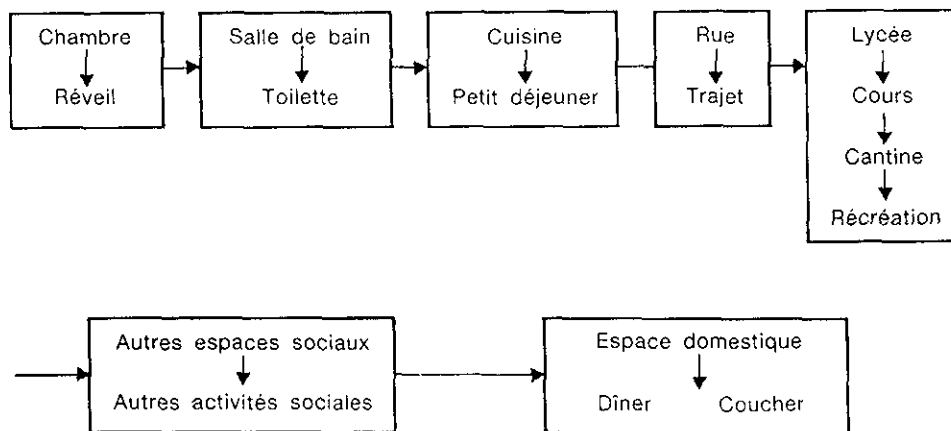 Chambre
Réveil
Salle de bain
Toilette
Cuisine
Petit déjeuner
Rue
Trajet
Lycée
Cours
Cantine
Récréation
Autres espaces sociaux
Autres activités sociales
Espace domestique
Dîner Coucher